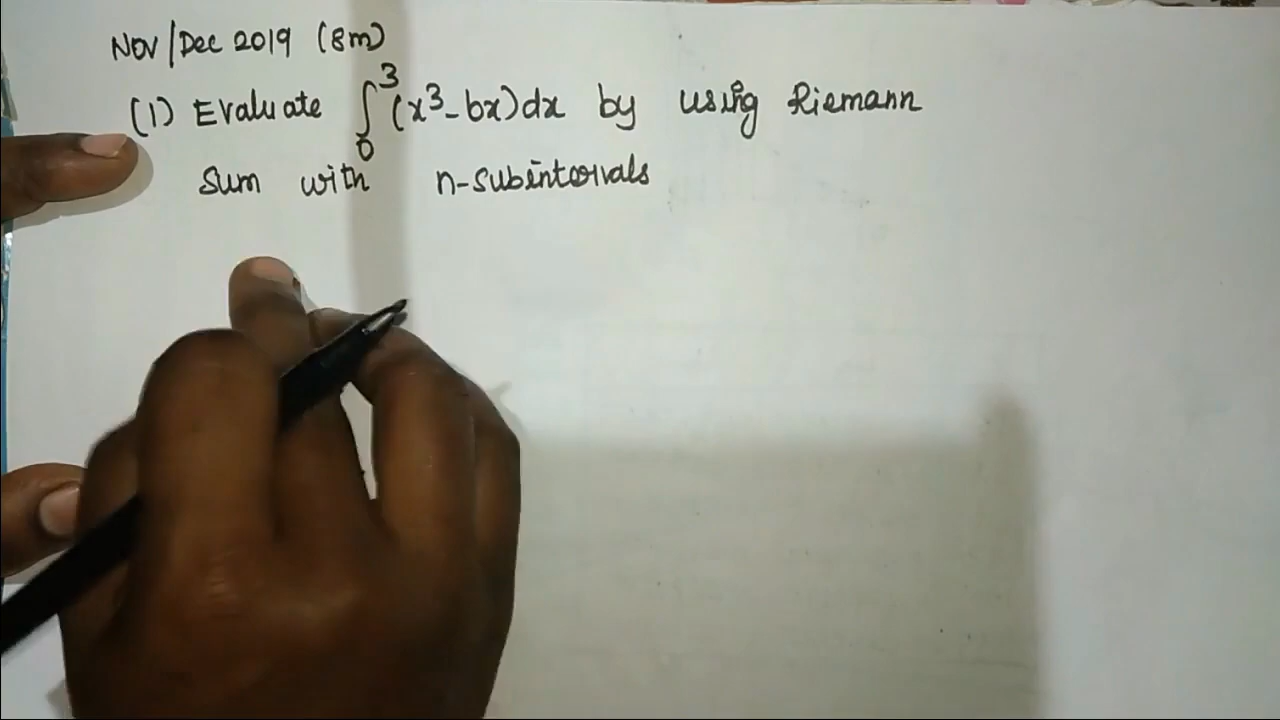 Nov/Dec 2019 (8m)
(1) Evaluate ∫₀³ (x³-6x)dx by using Riemann
Sum with n-subintervals